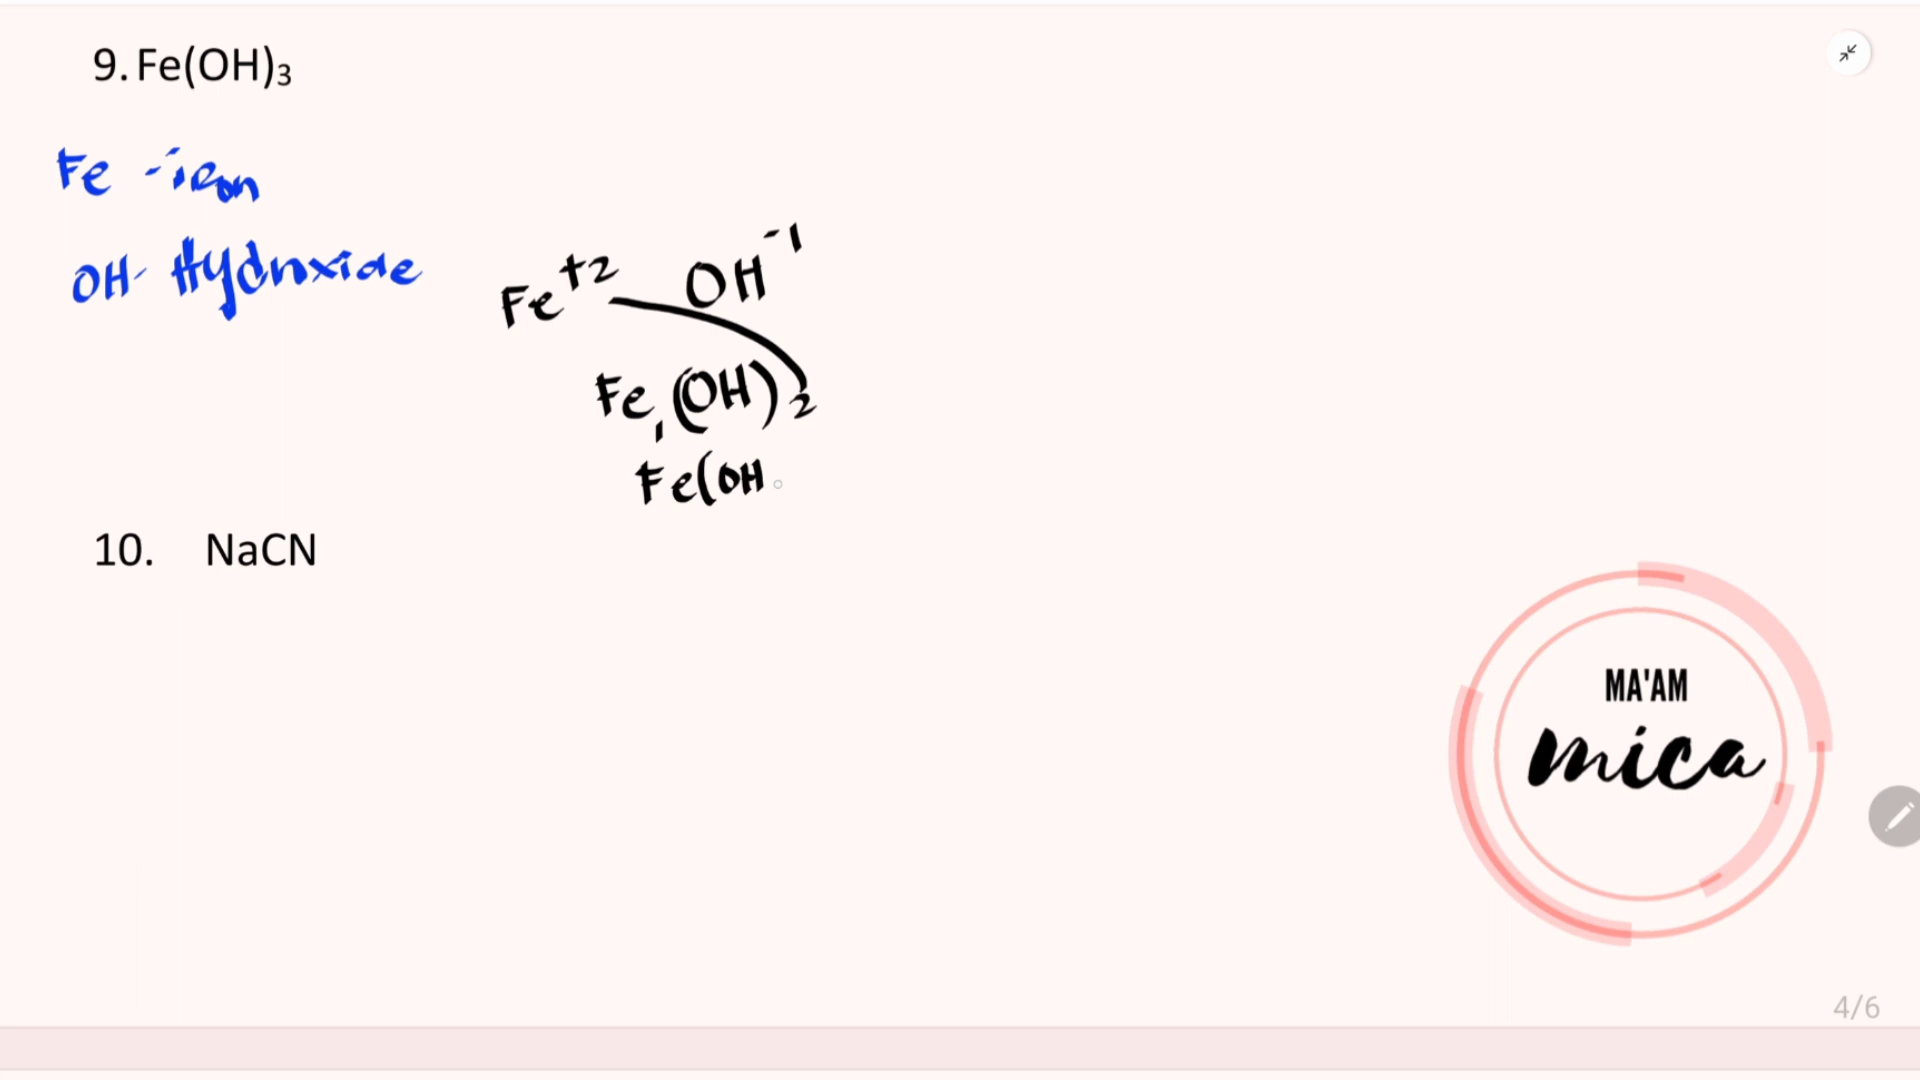 9. Fe(OH)₃
Fe - iron
OH - Hydroxide
Fe⁺² OH⁻¹
Fe₁(OH)₂
Fe(OH
10. NaCN
MA'AM
mica
4/6